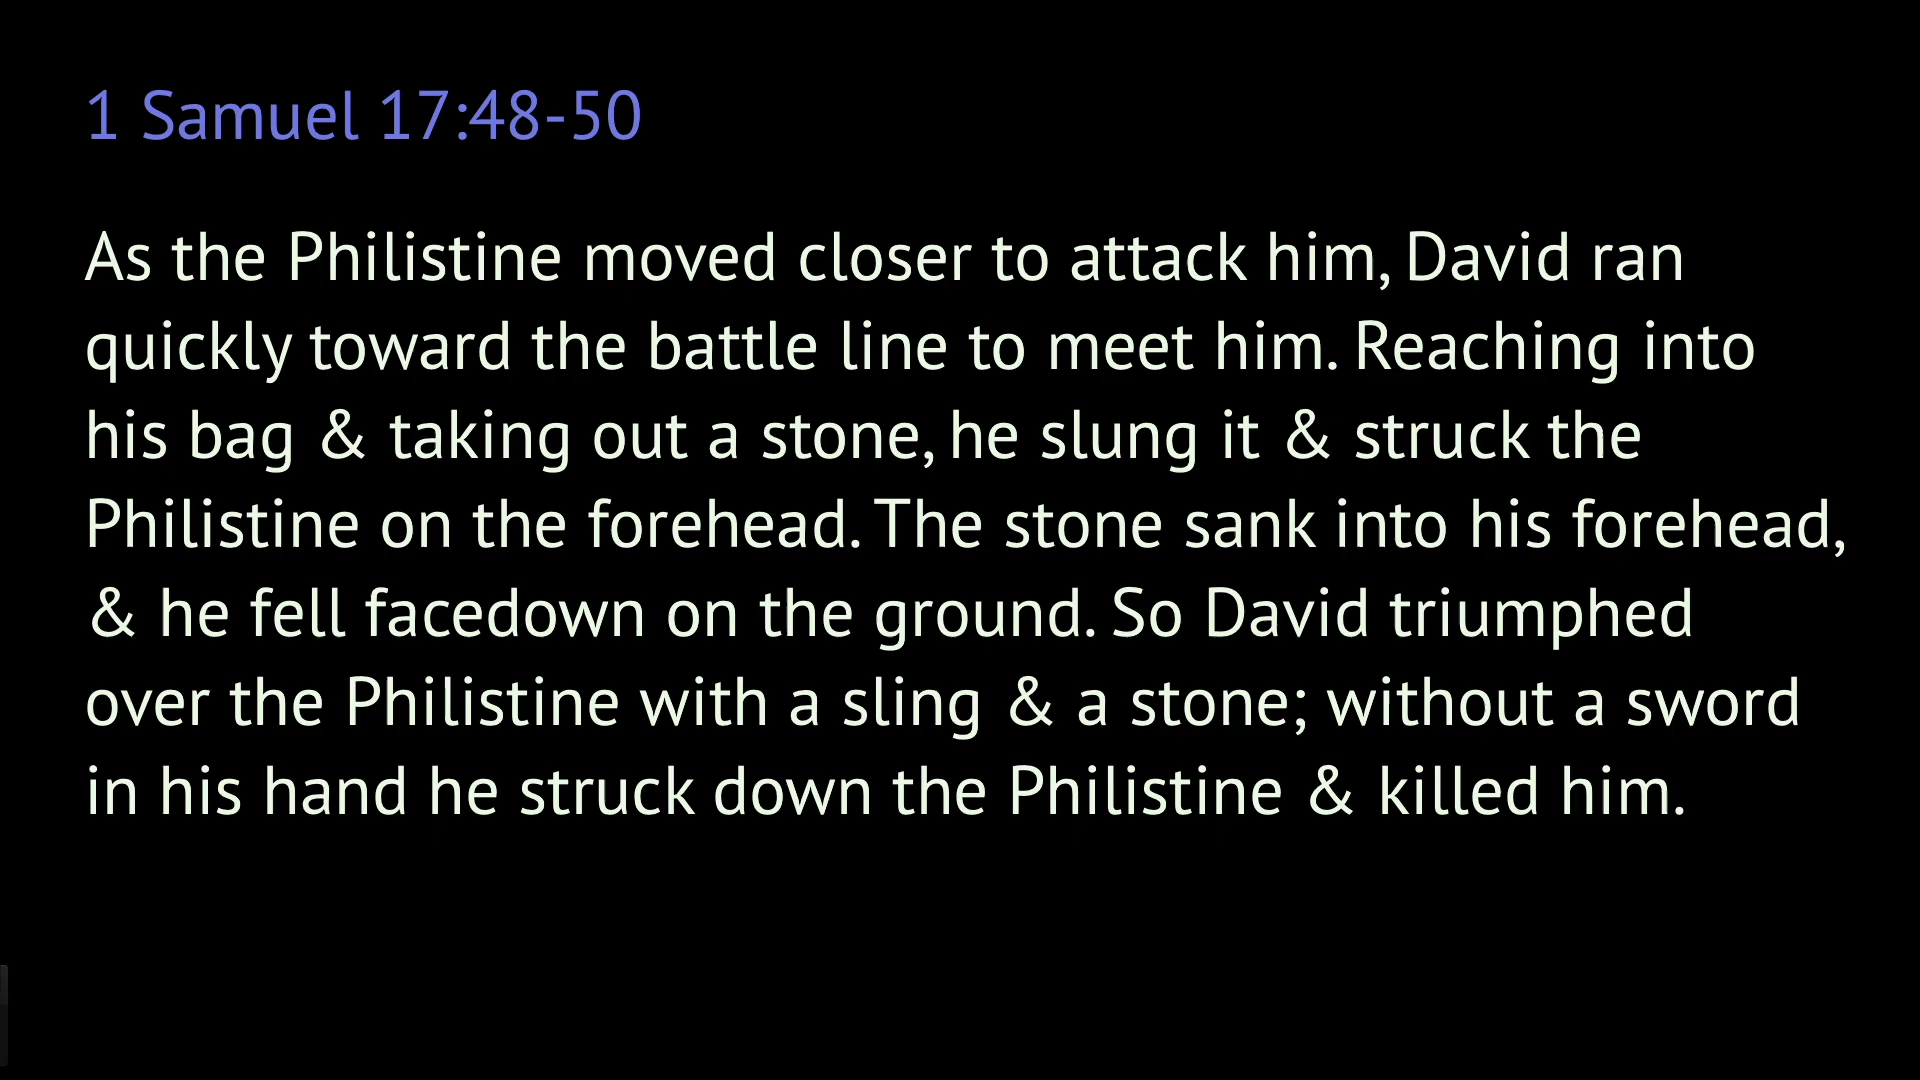 1 Samuel 17:48-50
As the Philistine moved closer to attack him, David ran
quickly toward the battle line to meet him. Reaching into
his bag & taking out a stone, he slung it & struck the
Philistine on the forehead. The stone sank into his forehead,
& he fell facedown on the ground. So David triumphed
over the Philistine with a sling & a stone; without a sword
in his hand he struck down the Philistine & killed him.